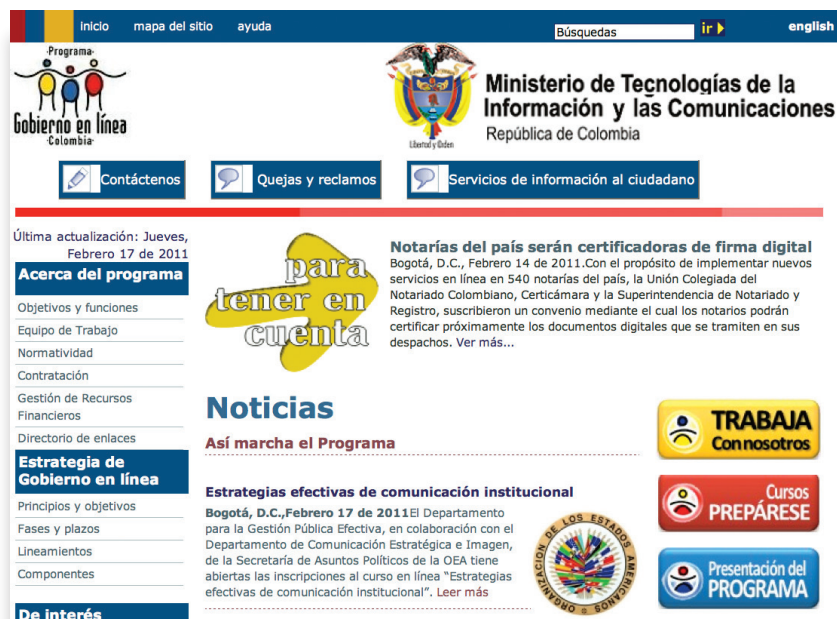 inicio mapa del sitio ayuda Búsquedas ir english
·Programa·
Gobierno en línea
·Colombia·
Libertad y Orden
Ministerio de Tecnologías de la
Información y las Comunicaciones
República de Colombia
Contáctenos Quejas y reclamos Servicios de información al ciudadano
Última actualización: Jueves,
Febrero 17 de 2011
Acerca del programa
Objetivos y funciones
Equipo de Trabajo
Normatividad
Contratación
Gestión de Recursos
Financieros
Directorio de enlaces
Estrategia de
Gobierno en línea
Principios y objetivos
Fases y plazos
Lineamientos
Componentes
De interés
para
tener en
cuenta
Notarías del país serán certificadoras de firma digital
Bogotá, D.C., Febrero 14 de 2011.Con el propósito de implementar nuevos
servicios en línea en 540 notarías del país, la Unión Colegiada del
Notariado Colombiano, Certicámara y la Superintendencia de Notariado y
Registro, suscribieron un convenio mediante el cual los notarios podrán
certificar próximamente los documentos digitales que se tramiten en sus
despachos. Ver más...
Noticias
Así marcha el Programa
Estrategias efectivas de comunicación institucional
Bogotá, D.C.,Febrero 17 de 2011El Departamento
para la Gestión Pública Efectiva, en colaboración con el
Departamento de Comunicación Estratégica e Imagen,
de la Secretaría de Asuntos Políticos de la OEA tiene
abiertas las inscripciones al curso en línea "Estrategias
efectivas de comunicación institucional". Leer más
ORGANIZACION DE LOS ESTADOS AMERICANOS
TRABAJA
Con nosotros
Cursos
PREPÁRESE
Presentación del
PROGRAMA